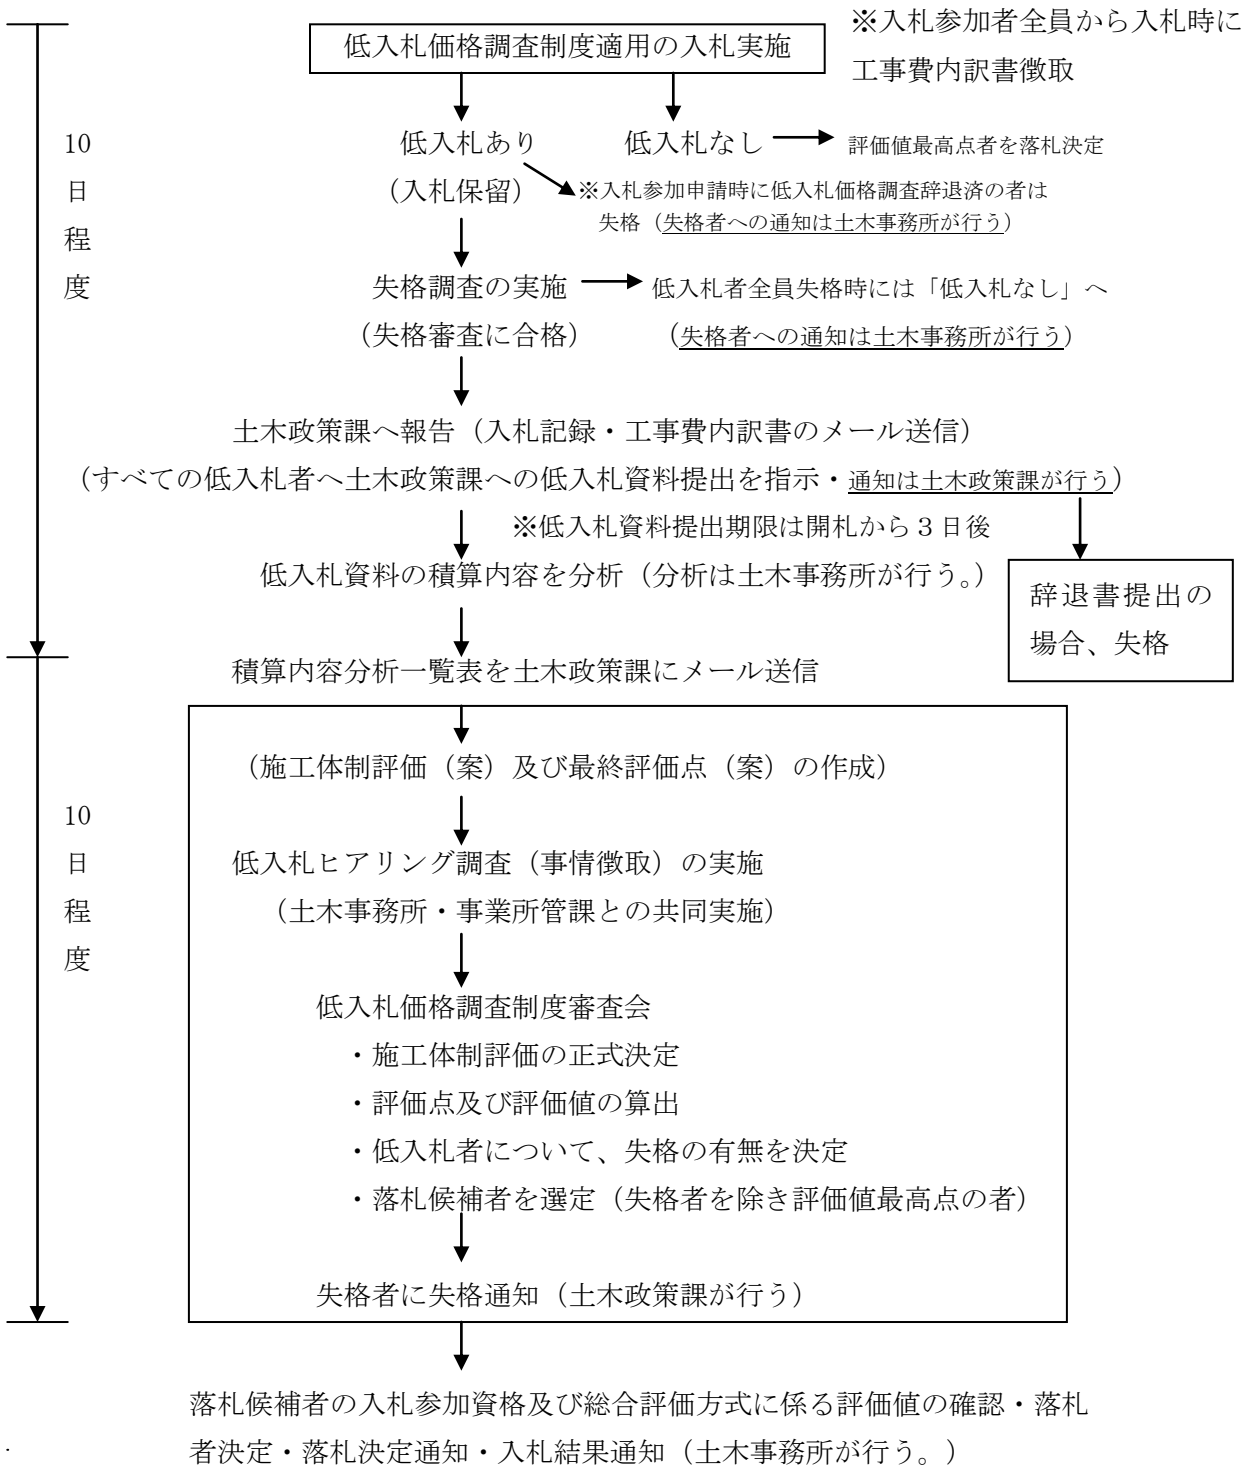 ※入札参加者全員から入札時に
工事費内訳書徴取
低入札価格調査制度適用の入札実施
10
日
程
度
低入札あり
低入札なし
評価値最高点者を落札決定
(入札保留)
※入札参加申請時に低入札価格調査辞退済の者は
失格(失格者への通知は土木事務所が行う)
失格調査の実施
低入札者全員失格時には「低入札なし」へ
(失格審査に合格)
(失格者への通知は土木事務所が行う)
土木政策課へ報告(入札記録・工事費内訳書のメール送信)
(すべての低入札者へ土木政策課への低入札資料提出を指示・通知は土木政策課が行う)
※低入札資料提出期限は開札から3日後
低入札資料の積算内容を分析(分析は土木事務所が行う。)
辞退書提出の
場合、失格
積算内容分析一覧表を土木政策課にメール送信
10
日
程
度
(施工体制評価(案)及び最終評価点(案)の作成)
低入札ヒアリング調査(事情徴取)の実施
(土木事務所・事業所管課との共同実施)
低入札価格調査制度審査会
・施工体制評価の正式決定
・評価点及び評価値の算出
・低入札者について、失格の有無を決定
・落札候補者を選定(失格者を除き評価値最高点の者)
失格者に失格通知(土木政策課が行う)
落札候補者の入札参加資格及び総合評価方式に係る評価値の確認・落札
者決定・落札決定通知・入札結果通知(土木事務所が行う。)